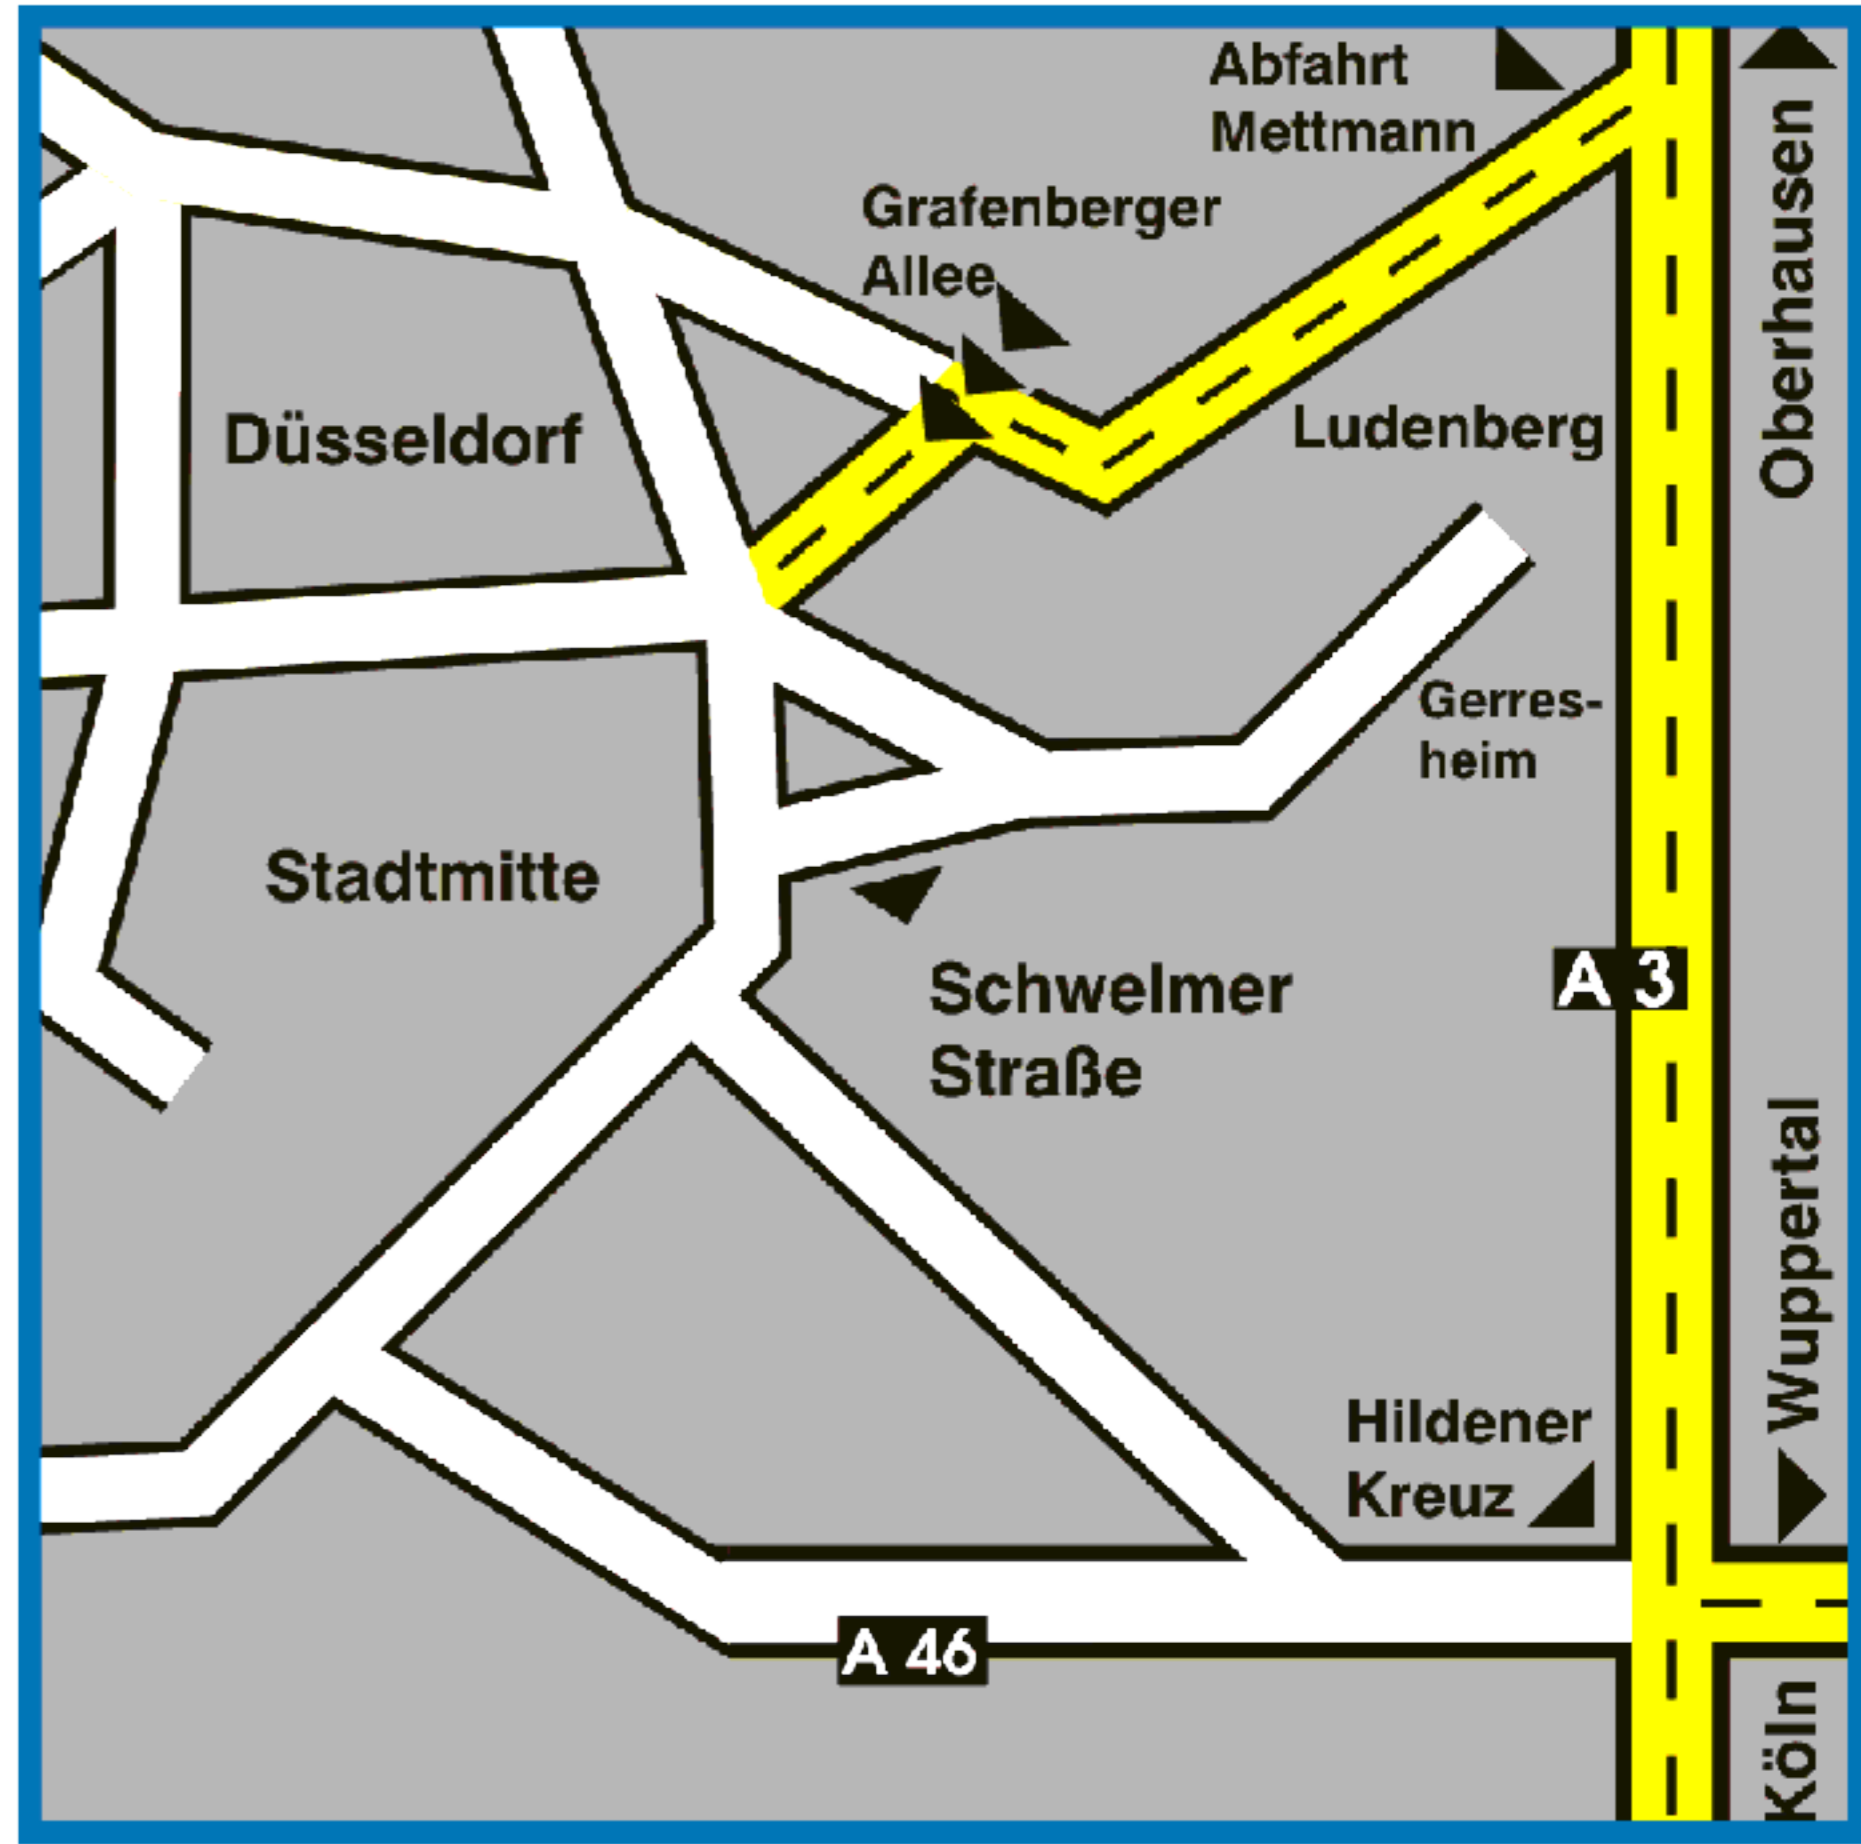 Abfahrt
Mettmann
Grafenberger
Allee
Oberhausen
Düsseldorf
Ludenberg
Gerres-
heim
Stadtmitte
Schwelmer
Straße
A 3
Wuppertal
Hildener
Kreuz
A 46
Köln